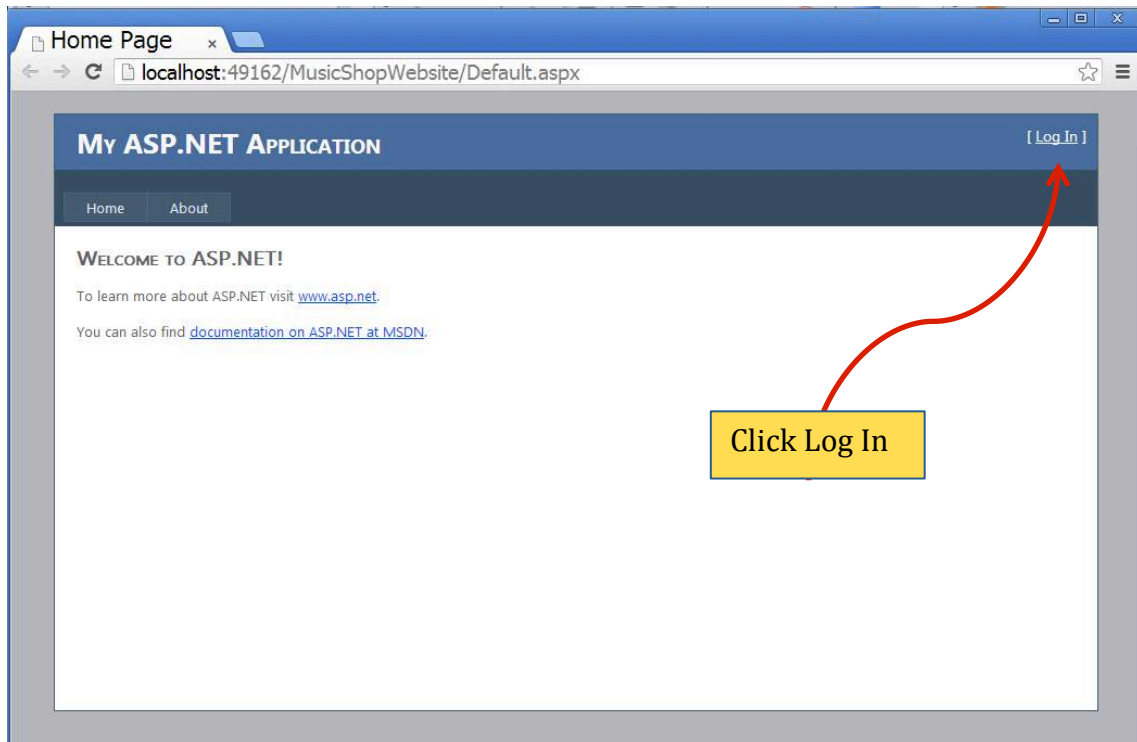 Home Page
localhost:49162/MusicShopWebsite/Default.aspx
My ASP.NET Application
[ Log In ]
Home About
Welcome to ASP.NET!
To learn more about ASP.NET visit www.asp.net.
You can also find documentation on ASP.NET at MSDN.
Click Log In